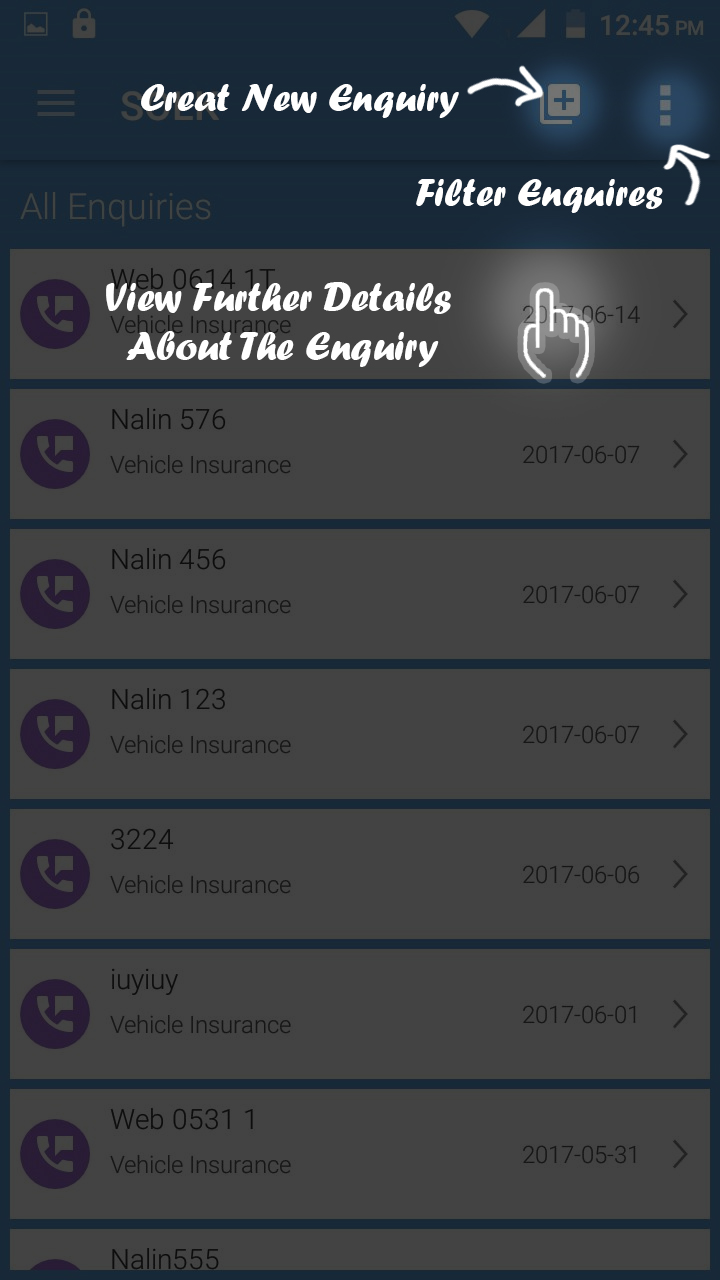 12:45 PM
Creat New Enquiry
Filter Enquires
All Enquiries
Web 0614 1T
View Further Details
Vehicle Insurance
2017-06-14
About The Enquiry
Nalin 576
Vehicle Insurance
2017-06-07
Nalin 456
Vehicle Insurance
2017-06-07
Nalin 123
Vehicle Insurance
2017-06-07
3224
Vehicle Insurance
2017-06-06
iuyiuy
Vehicle Insurance
2017-06-01
Web 0531 1
Vehicle Insurance
2017-05-31
Nalin555